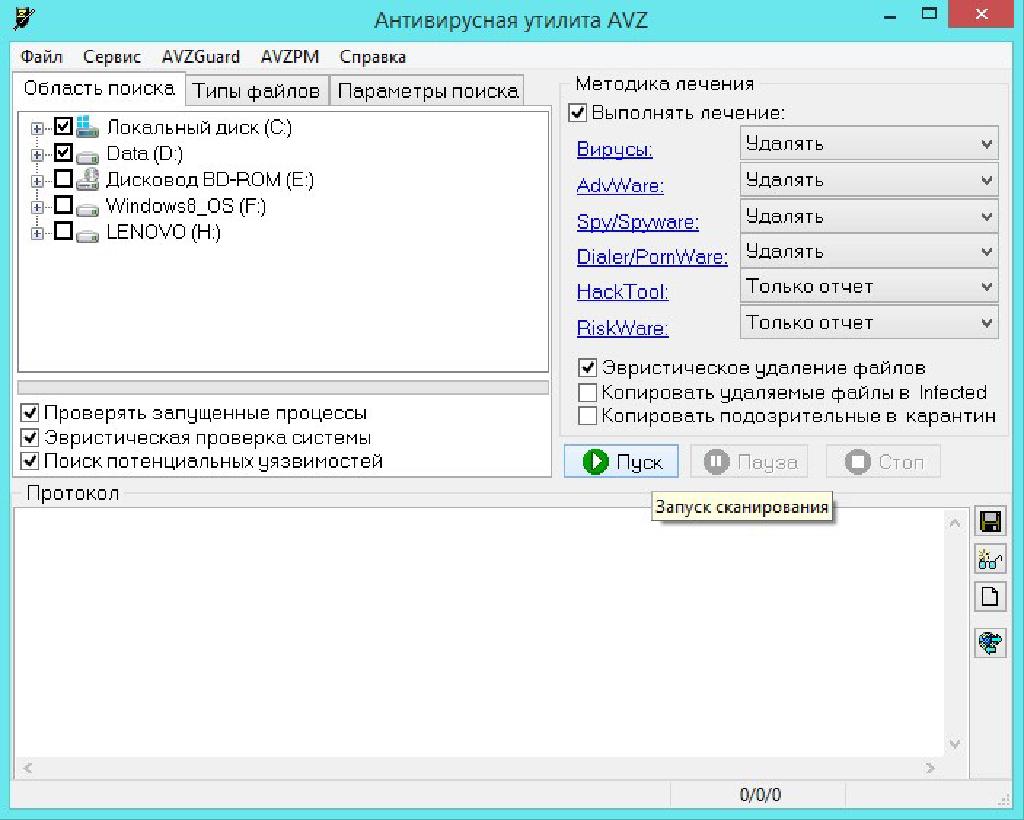 Антивирусная утилита AVZ
Файл Сервис AVZGuard AVZPM Справка
Область поиска Типы файлов Параметры поиска
Локальный диск (C:)
Data (D:)
Дисковод BD-ROM (E:)
Windows8_OS (F:)
LENOVO (H:)
Проверять запущенные процессы
Эвристическая проверка системы
Поиск потенциальных уязвимостей
Методика лечения
Выполнять лечение:
Вирусы: Удалять
AdvWare: Удалять
Spy/Spyware: Удалять
Dialer/PornWare: Удалять
HackTool: Только отчет
RiskWare: Только отчет
Эвристическое удаление файлов
Копировать удаляемые файлы в Infected
Копировать подозрительные в карантин
Пуск Пауза Стоп
Запуск сканирования
Протокол
0/0/0